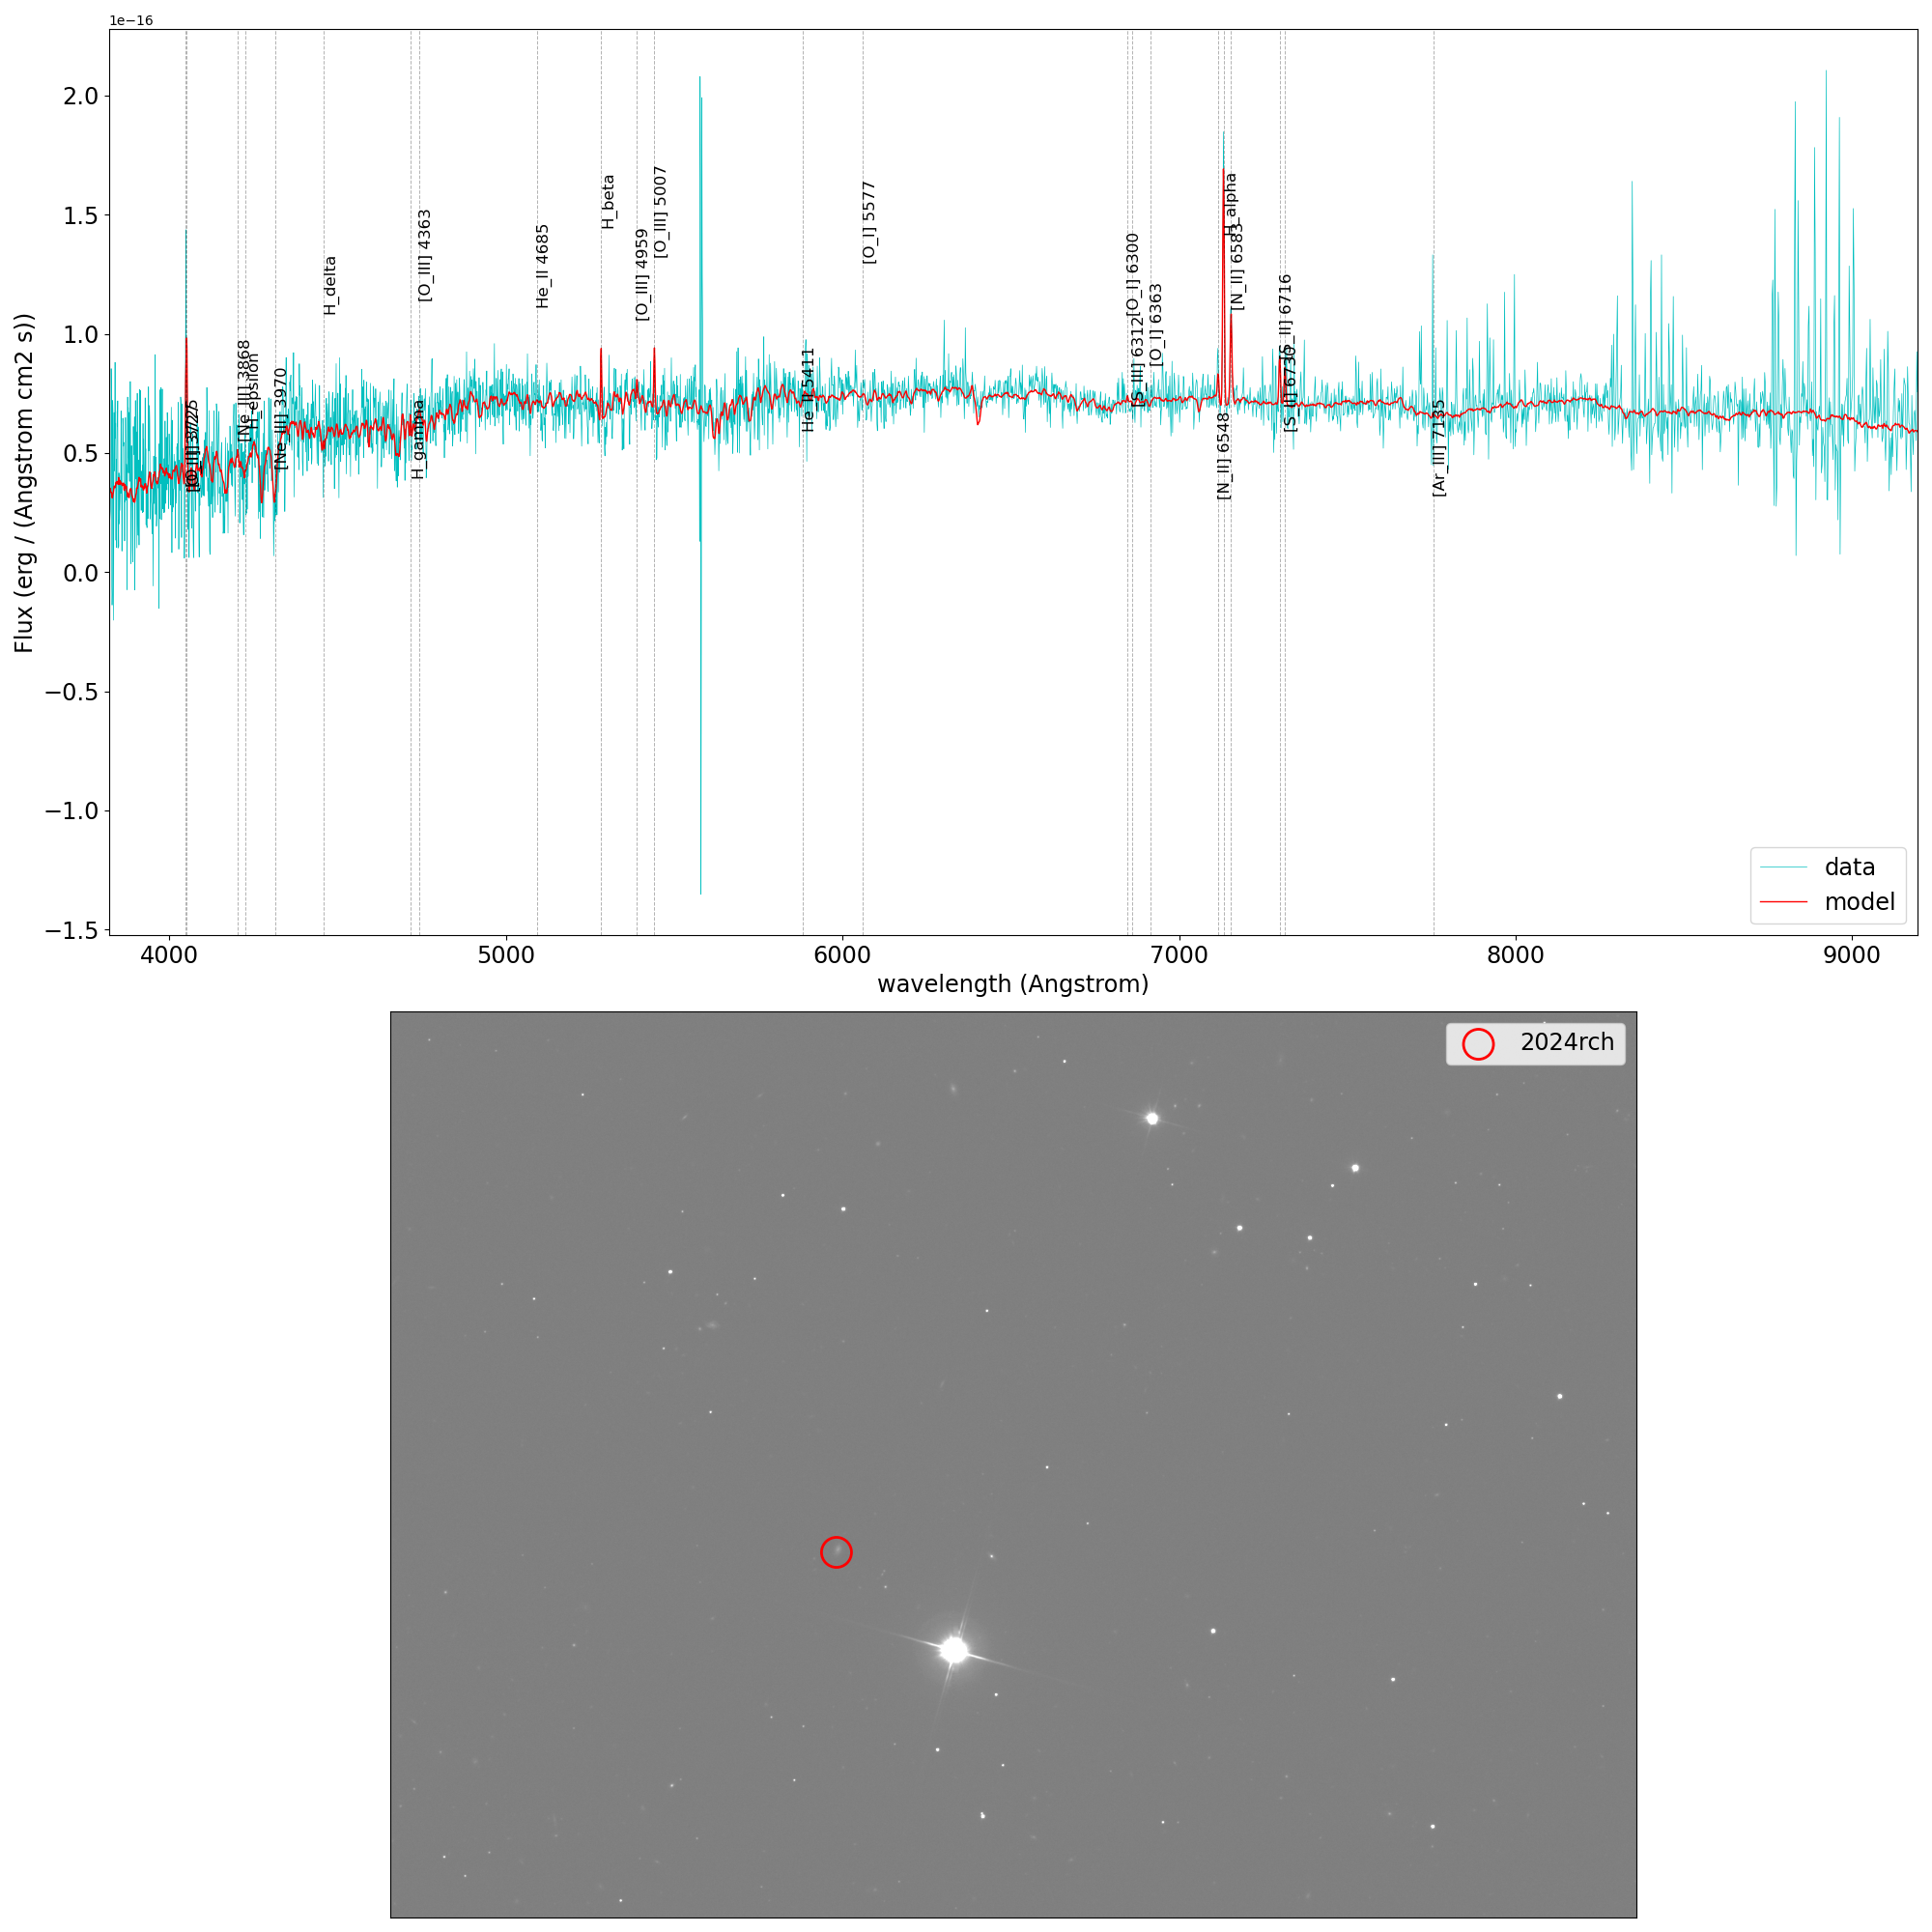 1e−16
2.0
1.5
1.0
0.5
0.0
−0.5
−1.0
−1.5
Flux (erg / (Angstrom cm2 s))
[Ne_III] 3868
H_epsilon
[Ne_III] 3970
H_delta
H_gamma
[O_III] 4363
He_II 4685
H_beta
[O_III] 4959
[O_III] 5007
He_II 5411
[O_I] 5577
[O_I] 6300
[S_III] 6312
[O_I] 6363
[N_II] 6548
H_alpha
[N_II] 6583
[S_II] 6716
[S_II] 6730
[Ar_III] 7135
data
model
4000 5000 6000 7000 8000 9000
wavelength (Angstrom)
2024rch